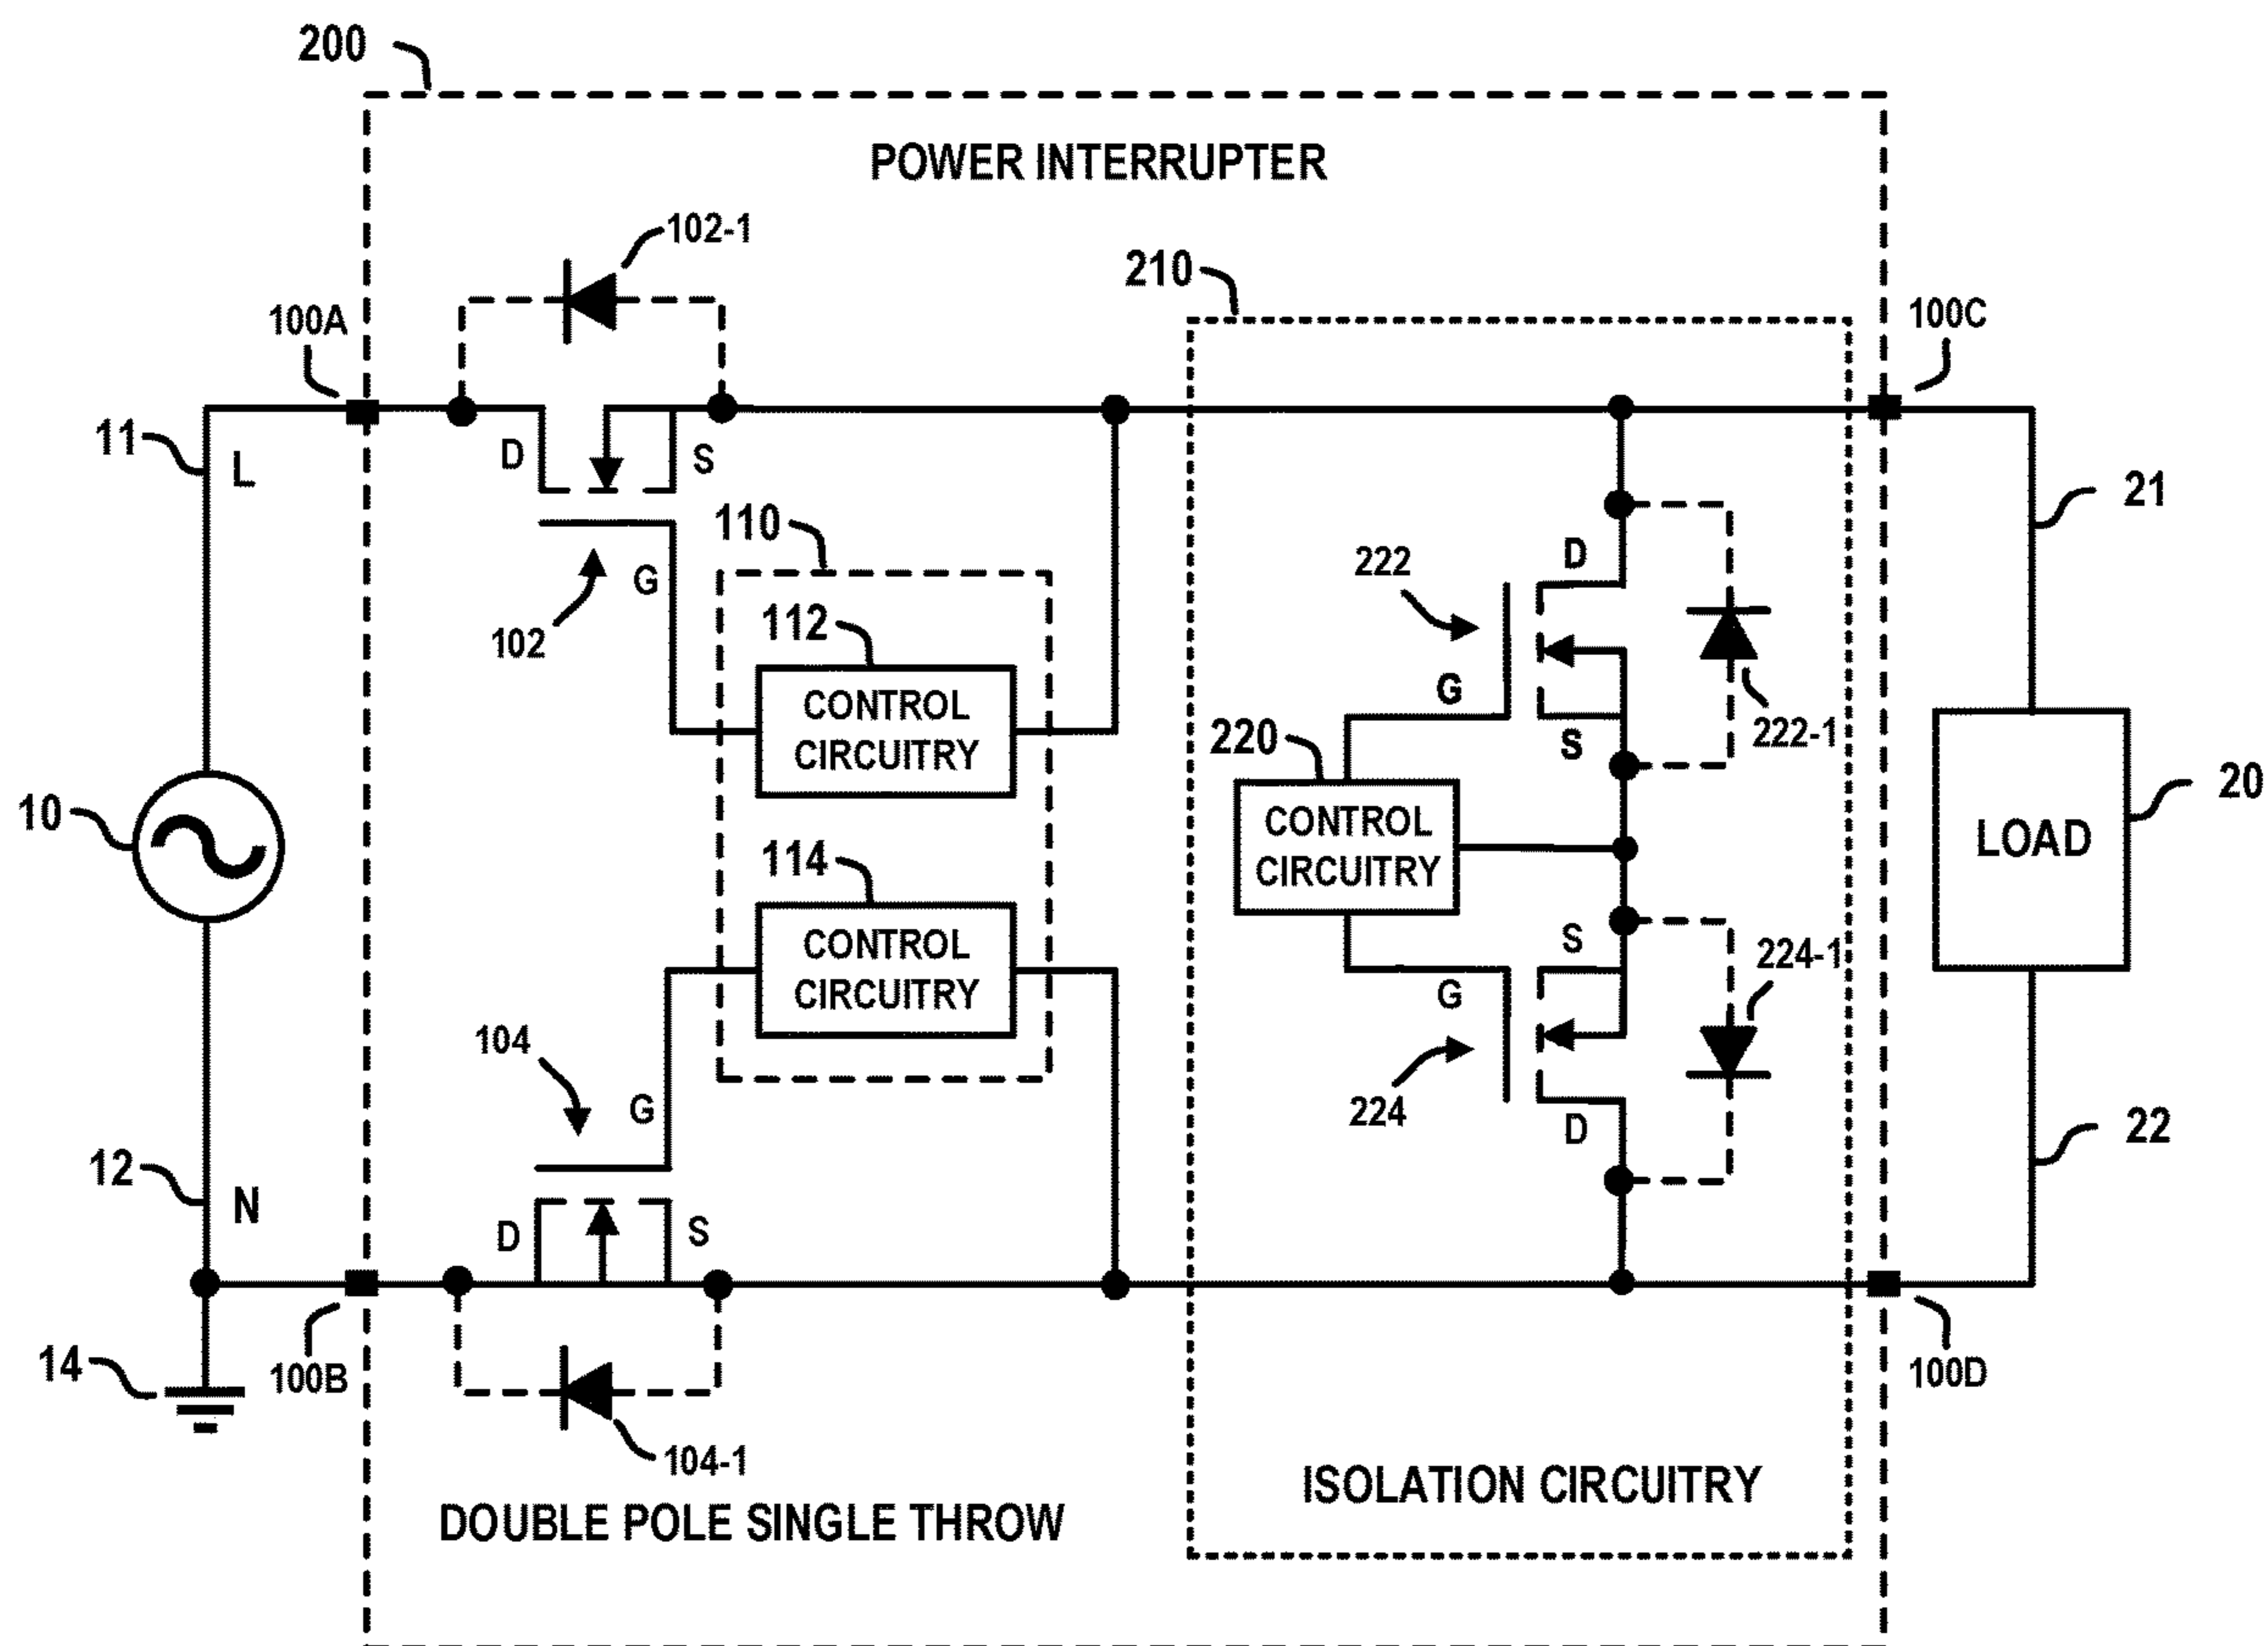 200
POWER INTERRUPTER
102-1
210
100A
100C
11
L
D
S
21
110
222
D
102
G
112
CONTROL
CIRCUITRY
G
S
222-1
220
10
CONTROL
CIRCUITRY
20
LOAD
114
CONTROL
CIRCUITRY
S
224-1
G
104
G
224
D
12
N
D
S
22
14
100B
100D
104-1
ISOLATION CIRCUITRY
DOUBLE POLE SINGLE THROW